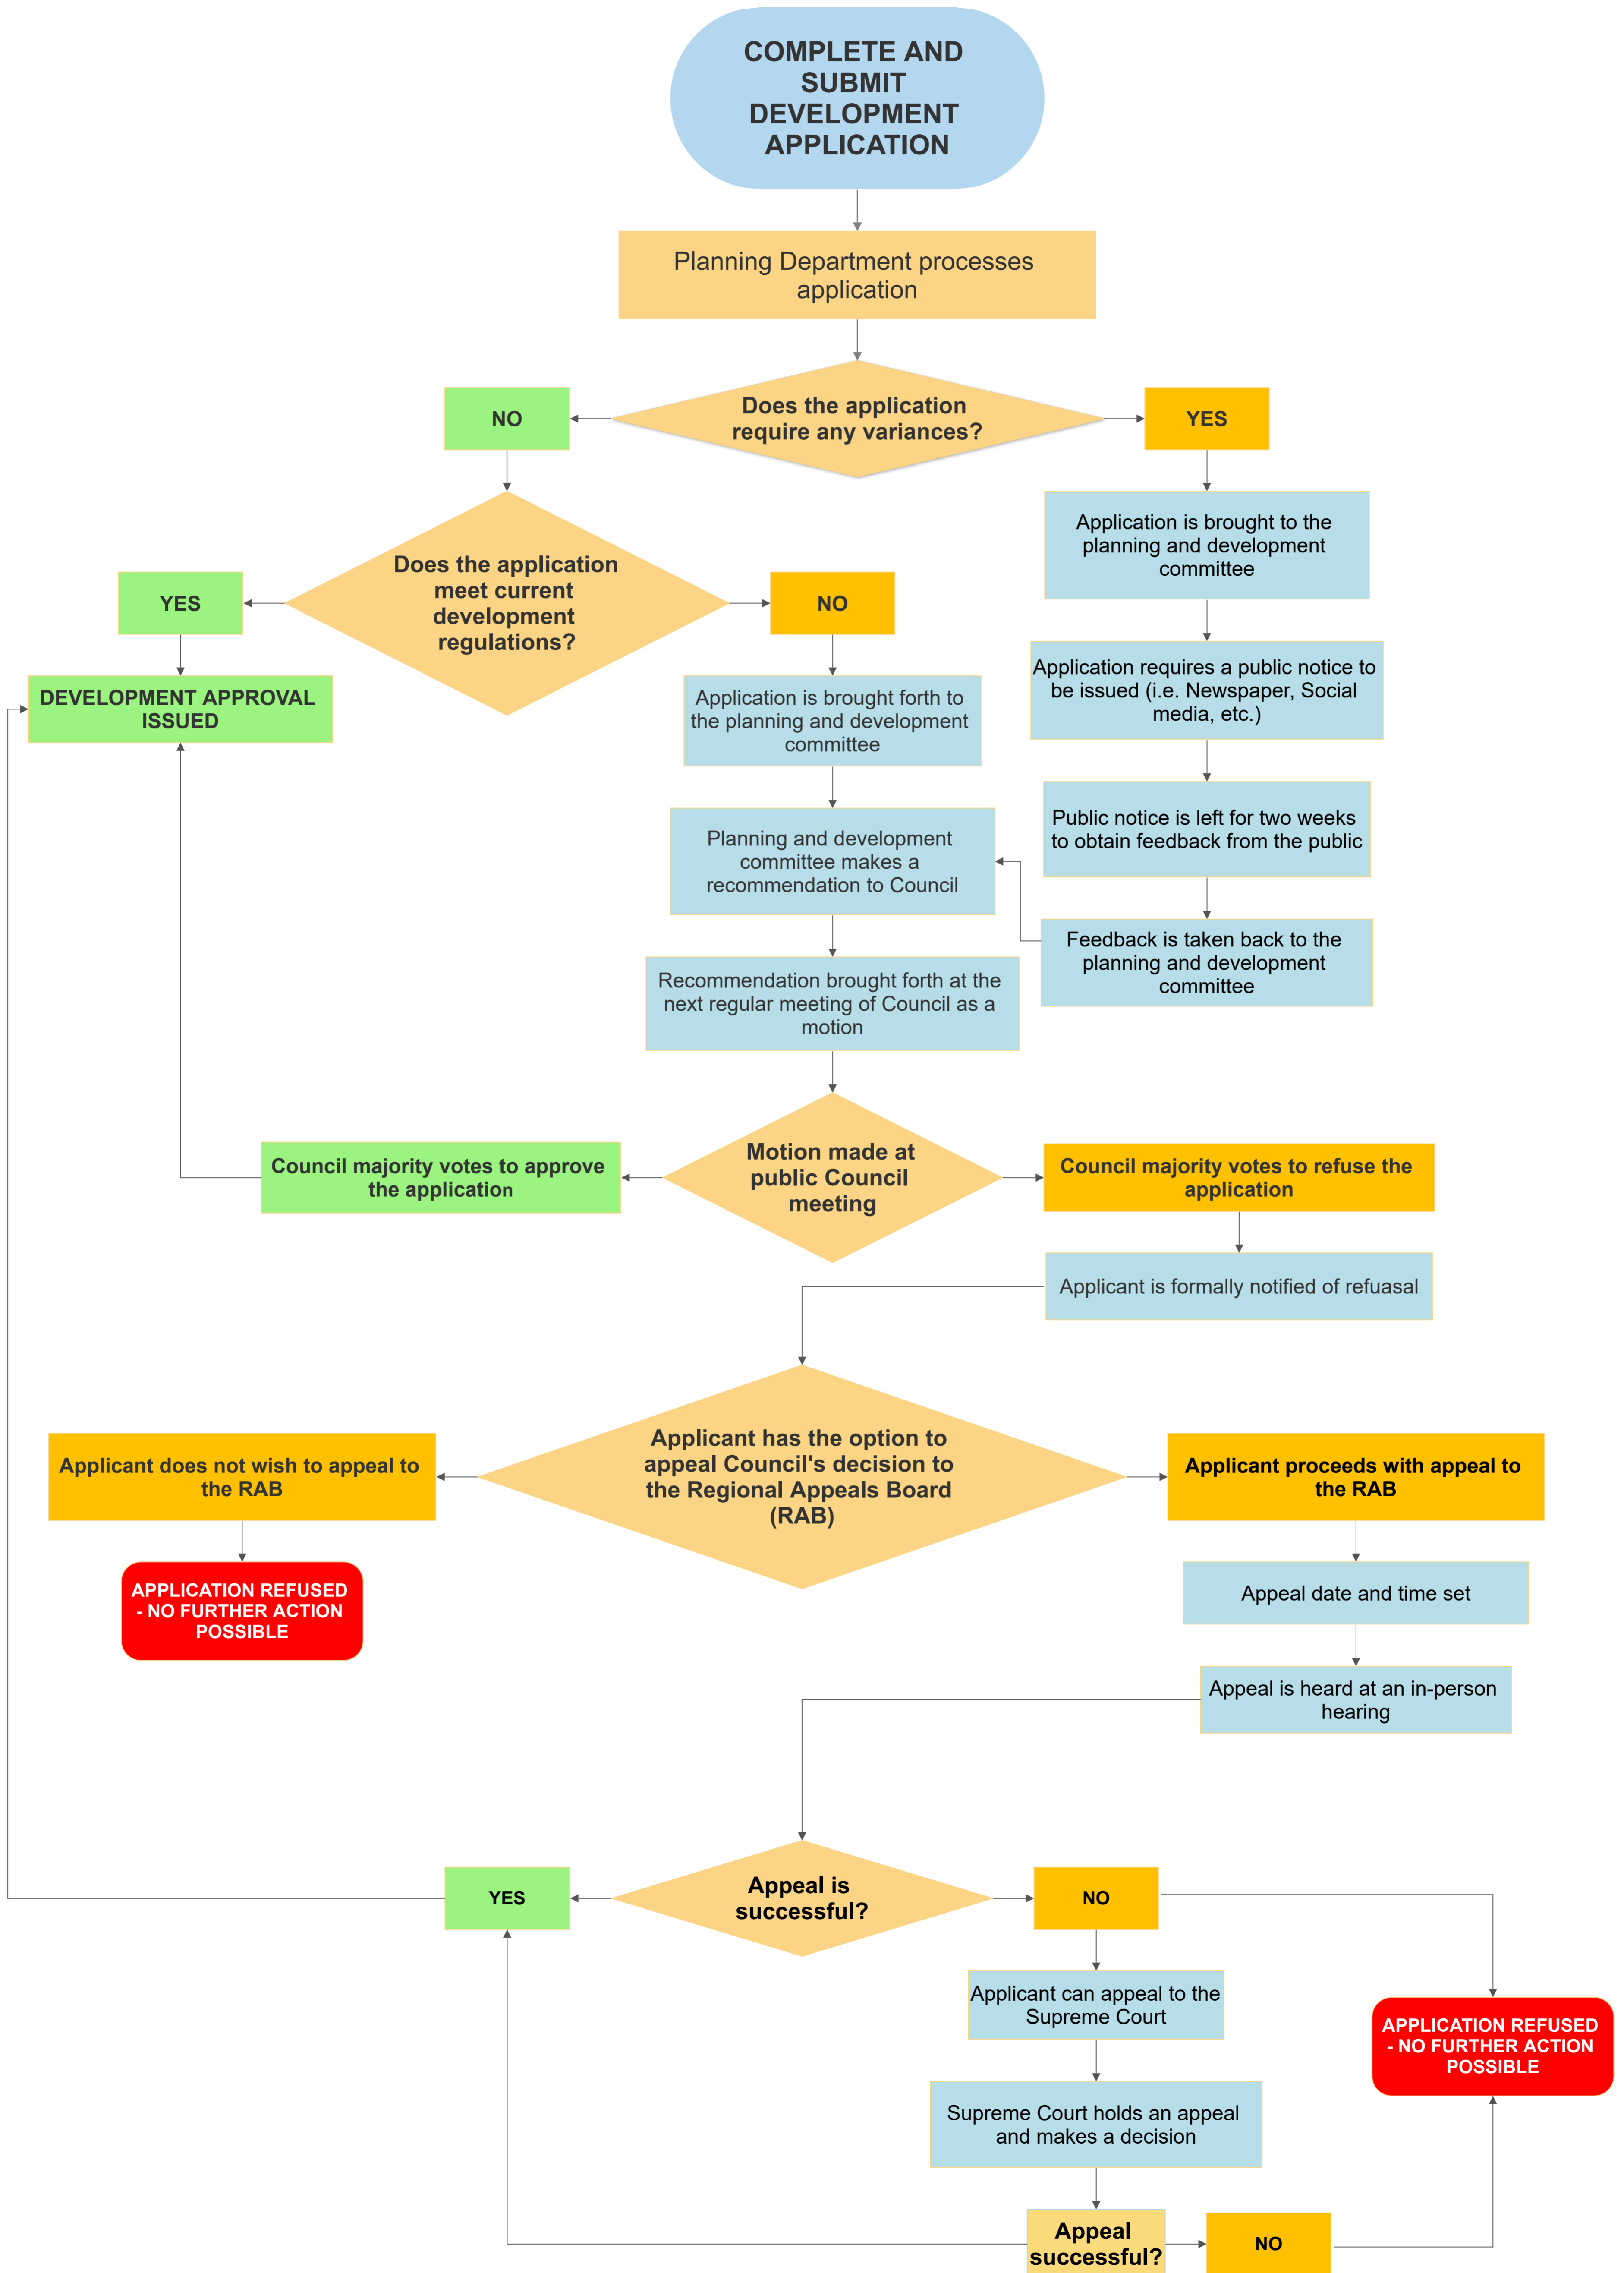 COMPLETE AND
SUBMIT
DEVELOPMENT
APPLICATION
Planning Department processes
application
Does the application
require any variances?
NO
YES
Does the application
meet current
development
regulations?
YES
NO
Application is brought to the
planning and development
committee
DEVELOPMENT APPROVAL
ISSUED
Application is brought forth to
the planning and development
committee
Application requires a public notice to
be issued (i.e. Newspaper, Social
media, etc.)
Planning and development
committee makes a
recommendation to Council
Public notice is left for two weeks
to obtain feedback from the public
Feedback is taken back to the
planning and development
committee
Recommendation brought forth at the
next regular meeting of Council as a
motion
Motion made at
public Council
meeting
Council majority votes to approve
the application
Council majority votes to refuse the
application
Applicant is formally notified of refuasal
Applicant has the option to
appeal Council's decision to
the Regional Appeals Board
(RAB)
Applicant does not wish to appeal to
the RAB
Applicant proceeds with appeal to
the RAB
APPLICATION REFUSED
- NO FURTHER ACTION
POSSIBLE
Appeal date and time set
Appeal is heard at an in-person
hearing
Appeal is
successful?
YES
NO
Applicant can appeal to the
Supreme Court
APPLICATION REFUSED
- NO FURTHER ACTION
POSSIBLE
Supreme Court holds an appeal
and makes a decision
Appeal
successful?
NO